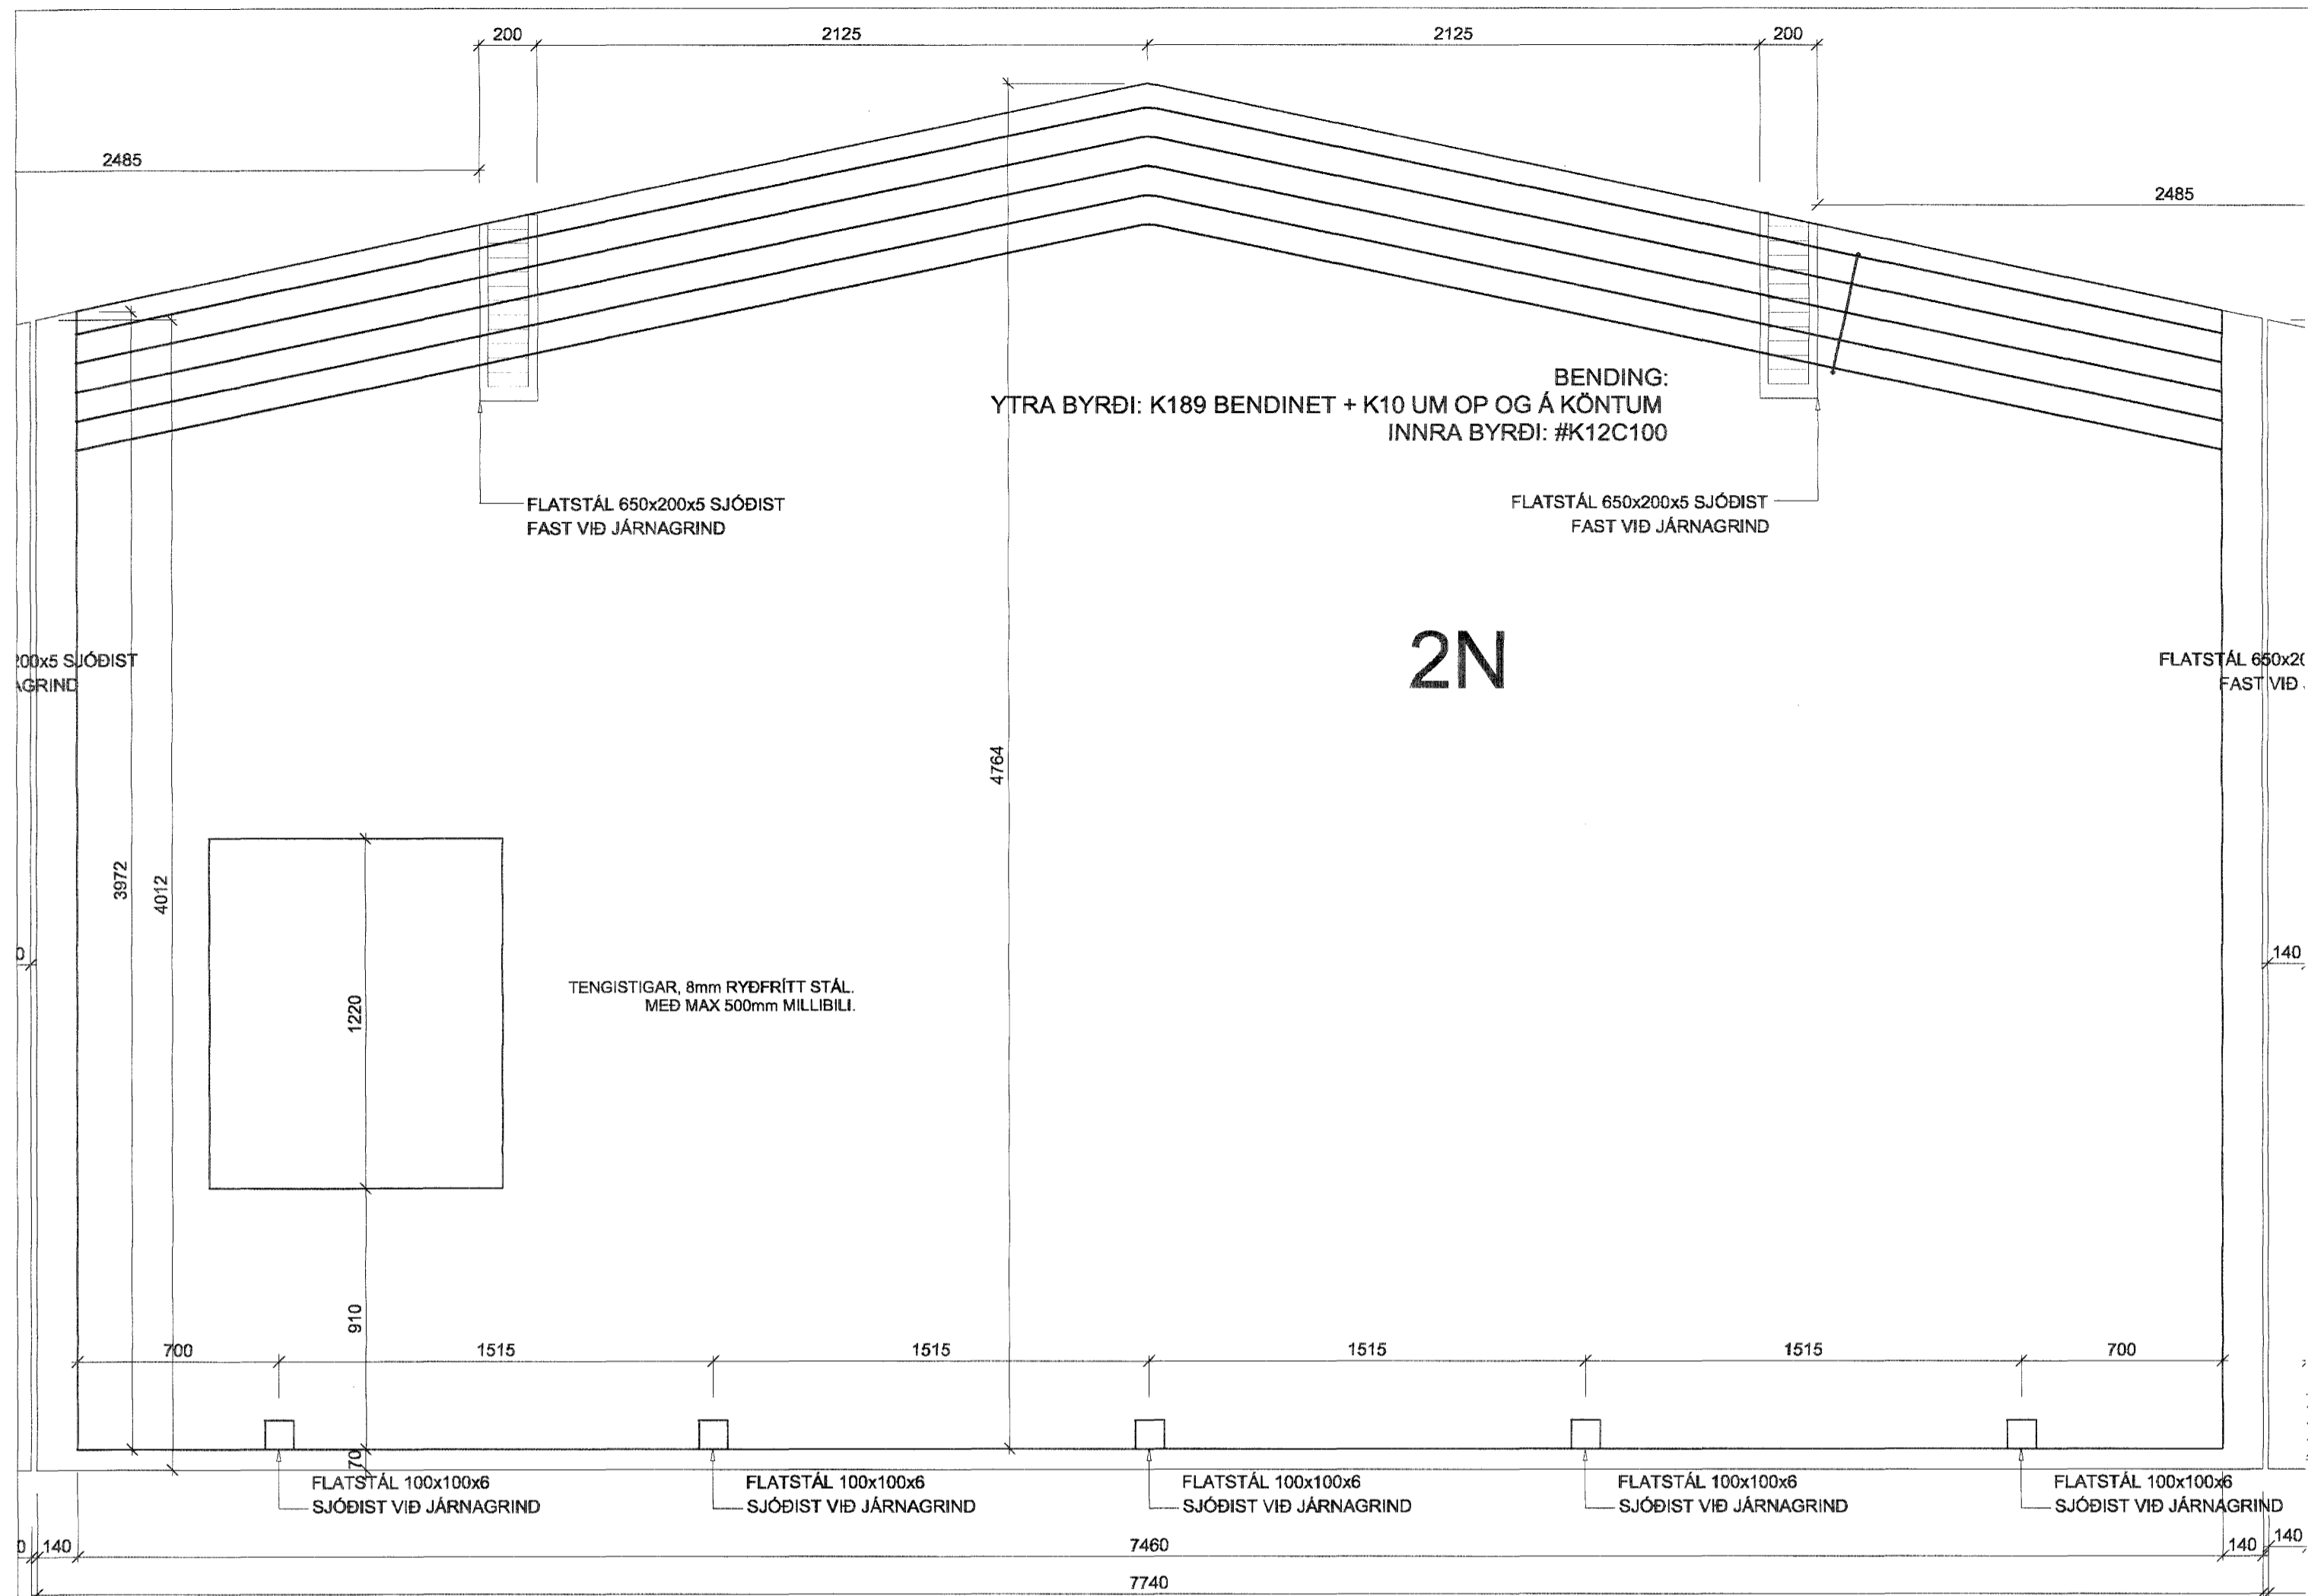 200
2125
2125
200
2485
2485
BENDING:
YTRA BYRÐI: K189 BENDINET + K10 UM OP OG Á KÖNTUM
INNRA BYRÐI: #K12C100
FLATSTÁL 650x200x5 SJÓÐIST
FAST VIÐ JÁRNAGRIND
FLATSTÁL 650x200x5 SJÓÐIST
FAST VIÐ JÁRNAGRIND
2N
200x5 SJÓÐIST
AGRIND
FLATSTÁL 650x20
FAST VIÐ
4764
3972
4012
0
140
TENGISTIGAR, 8mm RYÐFRÍTT STÁL.
MEÐ MAX 500mm MILLIBILI.
1220
910
700
1515
1515
1515
1515
700
70
FLATSTÁL 100x100x6
SJÓÐIST VIÐ JÁRNAGRIND
FLATSTÁL 100x100x6
SJÓÐIST VIÐ JÁRNAGRIND
FLATSTÁL 100x100x6
SJÓÐIST VIÐ JÁRNAGRIND
FLATSTÁL 100x100x6
SJÓÐIST VIÐ JÁRNAGRIND
FLATSTÁL 100x100x6
SJÓÐIST VIÐ JÁRNAGRIND
0
140
7460
140
140
7740